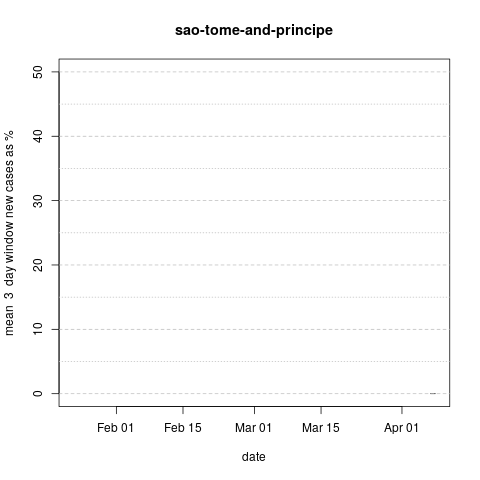 sao-tome-and-principe
mean  3  day window new cases as %
50
40
30
20
10
0
Feb 01
Feb 15
Mar 01
Mar 15
Apr 01
date